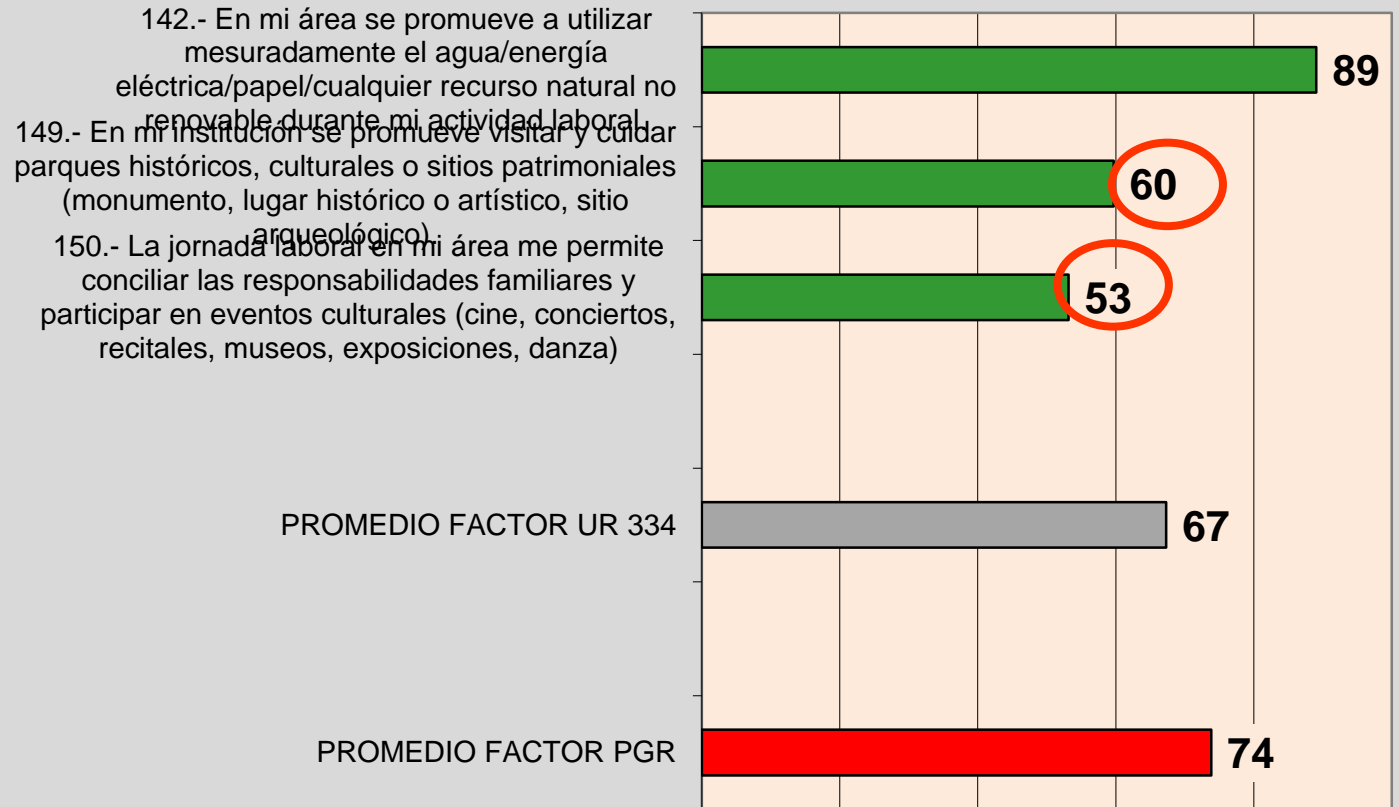 142.- En mi área se promueve a utilizar
mesuradamente el agua/energía
eléctrica/papel/cualquier recurso natural no
renovable durante mi actividad laboral.
89
149.- En mi institución se promueve visitar y cuidar
parques históricos, culturales o sitios patrimoniales
(monumento, lugar histórico o artístico, sitio
arqueológico).
60
150.- La jornada laboral en mi área me permite
conciliar las responsabilidades familiares y
participar en eventos culturales (cine, conciertos,
recitales, museos, exposiciones, danza)
53
PROMEDIO FACTOR UR 334
67
PROMEDIO FACTOR PGR
74